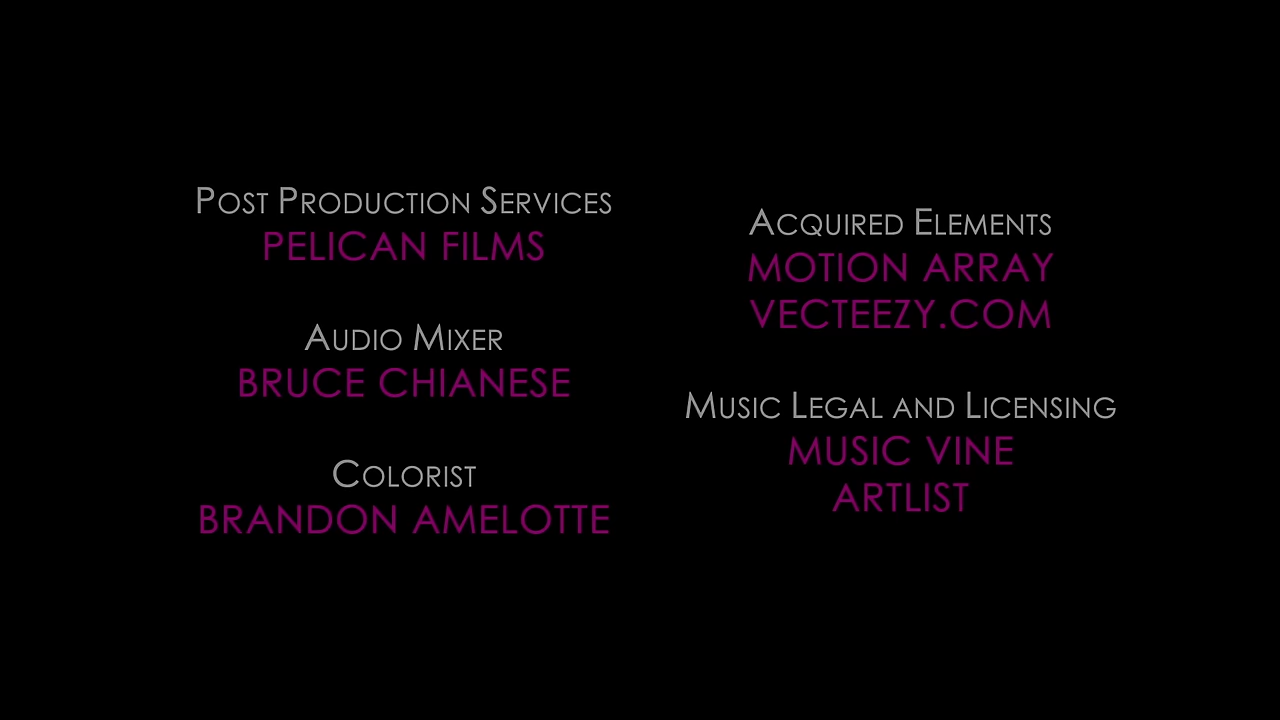 Post Production Services
PELICAN FILMS
Audio Mixer
BRUCE CHIANESE
Colorist
BRANDON AMELOTTE
Acquired Elements
MOTION ARRAY
VECTEEZY.COM
Music Legal and Licensing
MUSIC VINE
ARTLIST